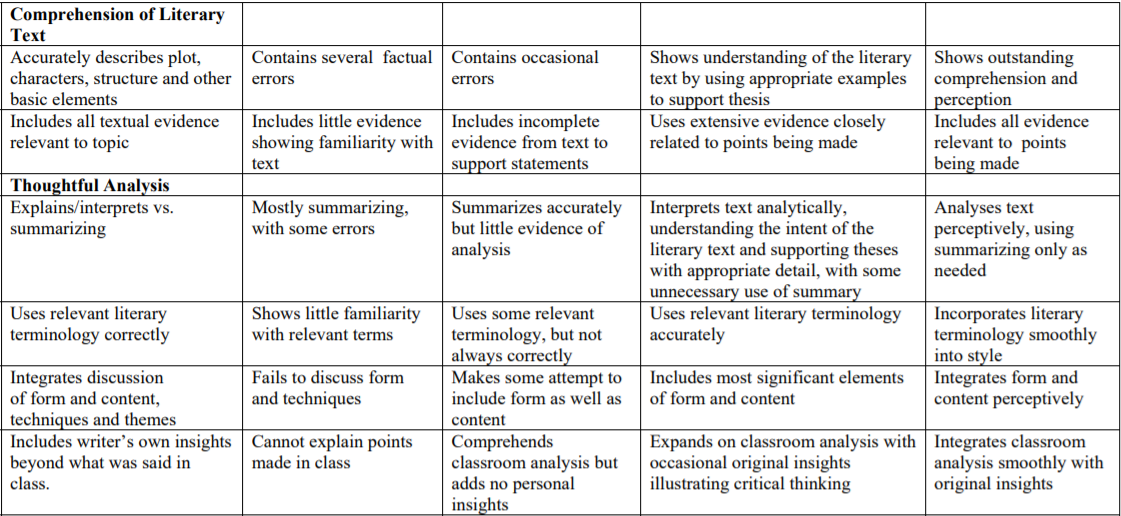 Comprehension of Literary
Text
Accurately describes plot,
characters, structure and other
basic elements
Contains several  factual
errors
Contains occasional
errors
Shows understanding of the literary
text by using appropriate examples
to support thesis
Shows outstanding
comprehension and
perception
Includes all textual evidence
relevant to topic
Includes little evidence
showing familiarity with
text
Includes incomplete
evidence from text to
support statements
Uses extensive evidence closely
related to points being made
Includes all evidence
relevant to  points
being made
Thoughtful Analysis
Explains/interprets vs.
summarizing
Mostly summarizing,
with some errors
Summarizes accurately
but little evidence of
analysis
Interprets text analytically,
understanding the intent of the
literary text and supporting theses
with appropriate detail, with some
unnecessary use of summary
Analyses text
perceptively, using
summarizing only as
needed
Uses relevant literary
terminology correctly
Shows little familiarity
with relevant terms
Uses some relevant
terminology, but not
always correctly
Uses relevant literary terminology
accurately
Incorporates literary
terminology smoothly
into style
Integrates discussion
of form and content,
techniques and themes
Fails to discuss form
and techniques
Makes some attempt to
include form as well as
content
Includes most significant elements
of form and content
Integrates form and
content perceptively
Includes writer's own insights
beyond what was said in
class.
Cannot explain points
made in class
Comprehends
classroom analysis but
adds no personal
insights
Expands on classroom analysis with
occasional original insights
illustrating critical thinking
Integrates classroom
analysis smoothly with
original insights